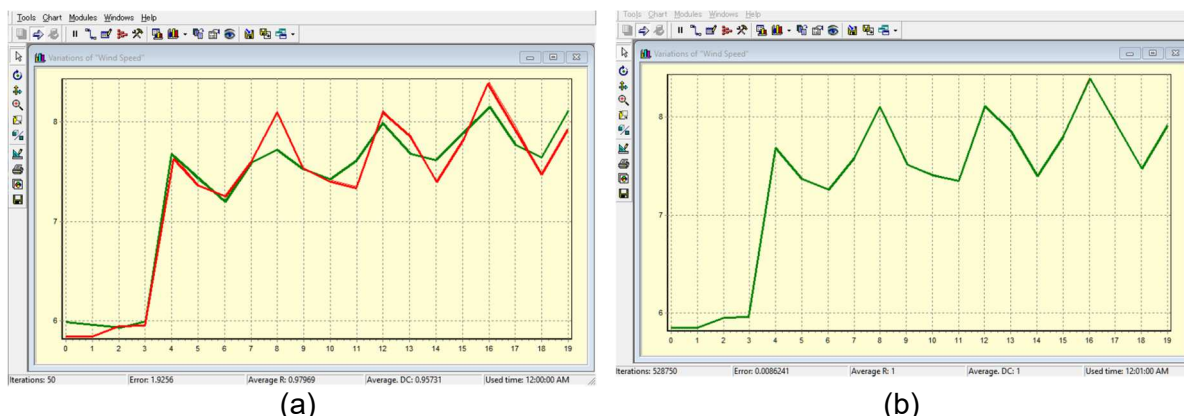 Tools Chart Modules Windows Help
Variations of "Wind Speed"
8
7
6
0 1 2 3 4 5 6 7 8 9 10 11 12 13 14 15 16 17 18 19
Iterations: 50 Error: 1.9256 Average R: 0.97969 Average. DC: 0.95731 Used time: 12:00:00 AM
(a)
Tools Chart Modules Windows Help
Variations of "Wind Speed"
8
7
6
0 1 2 3 4 5 6 7 8 9 10 11 12 13 14 15 16 17 18 19
Iterations: 528750 Error: 0.0086241 Average R: 1 Average. DC: 1 Used time: 12:01:00 AM
(b)